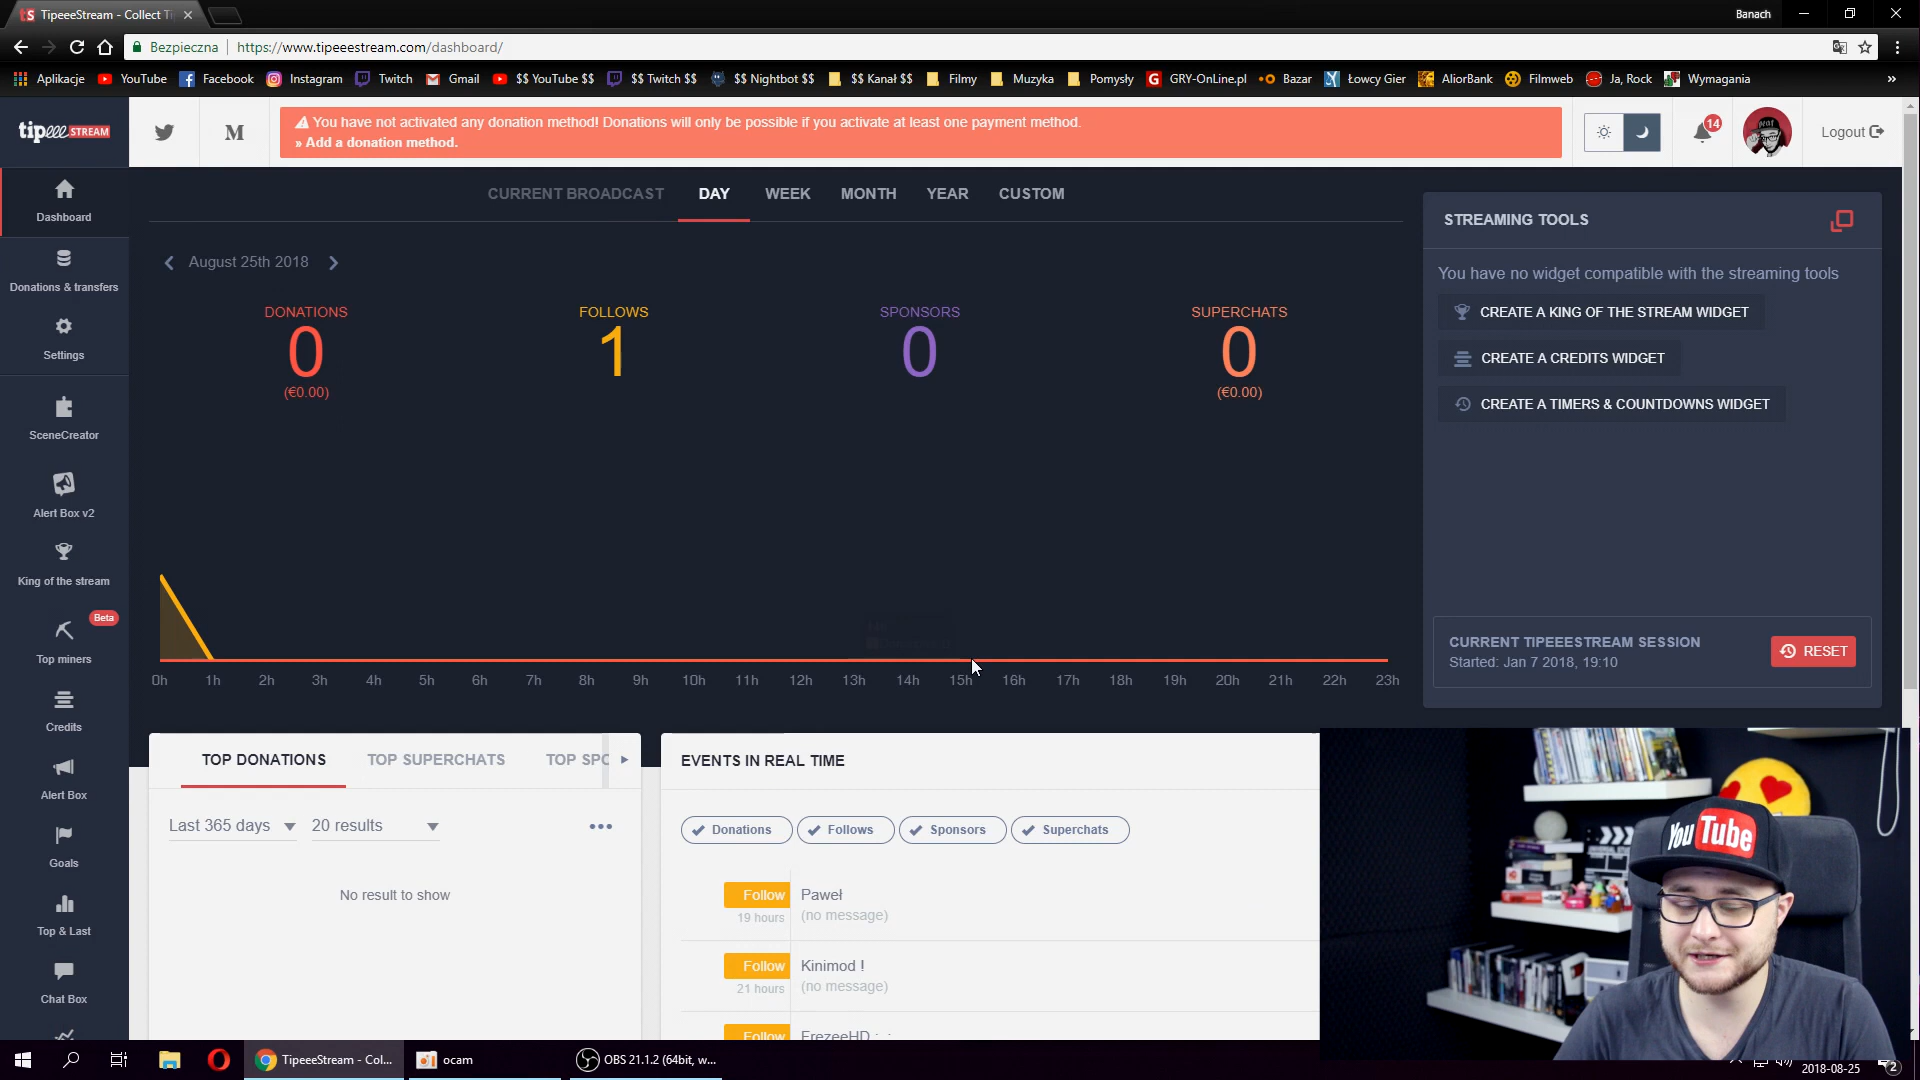 TipeeeStream - Collect Ti
Banach
Bezpieczna
https://www.tipeeestream.com/dashboard/
Aplikacje
YouTube
Facebook
Instagram
Twitch
Gmail
$$ YouTube $$
$$ Twitch $$
$$ Nightbot $$
$$ Kanał $$
Filmy
Muzyka
Pomysły
GRY-OnLine.pl
Bazar
Łowcy Gier
AliorBank
Filmweb
Ja, Rock
Wymagania
»
tipeee STREAM
M
You have not activated any donation method! Donations will only be possible if you activate at least one payment method.
» Add a donation method.
14
Logout
Dashboard
Donations & transfers
Settings
SceneCreator
Alert Box v2
King of the stream
Beta
Top miners
Credits
Alert Box
Goals
Top & Last
Chat Box
CURRENT BROADCAST
DAY
WEEK
MONTH
YEAR
CUSTOM
August 25th 2018
DONATIONS
0
(€0.00)
FOLLOWS
1
SPONSORS
0
SUPERCHATS
0
(€0.00)
0h 1h 2h 3h 4h 5h 6h 7h 8h 9h 10h 11h 12h 13h 14h 15h 16h 17h 18h 19h 20h 21h 22h 23h
STREAMING TOOLS
You have no widget compatible with the streaming tools
CREATE A KING OF THE STREAM WIDGET
CREATE A CREDITS WIDGET
CREATE A TIMERS & COUNTDOWNS WIDGET
CURRENT TIPEEESTREAM SESSION
Started: Jan 7 2018, 19:10
RESET
TOP DONATIONS
TOP SUPERCHATS
TOP SPO
Last 365 days
20 results
No result to show
EVENTS IN REAL TIME
Donations
Follows
Sponsors
Superchats
Follow
Paweł
19 hours
(no message)
Follow
Kinimod !
21 hours
(no message)
Follow
FrezeeHD
YouTube
TipeeeStream - Col...
ocam
OBS 21.1.2 (64bit, w...
2018-08-25
2